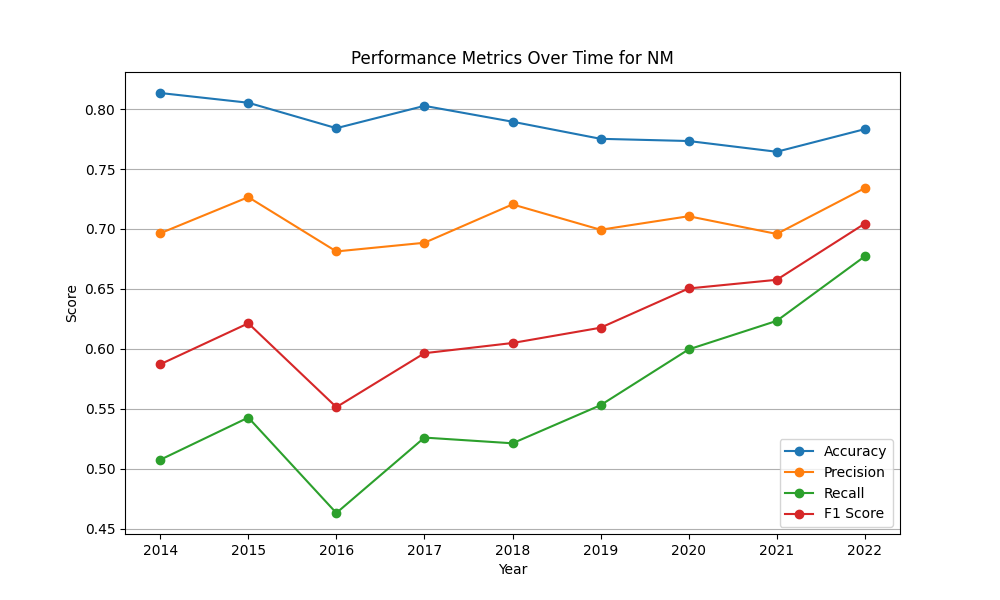 Performance Metrics Over Time for NM
Score
0.80
0.75
0.70
0.65
0.60
0.55
0.50
0.45
Accuracy
Precision
Recall
F1 Score
2014 2015 2016 2017 2018 2019 2020 2021 2022
Year